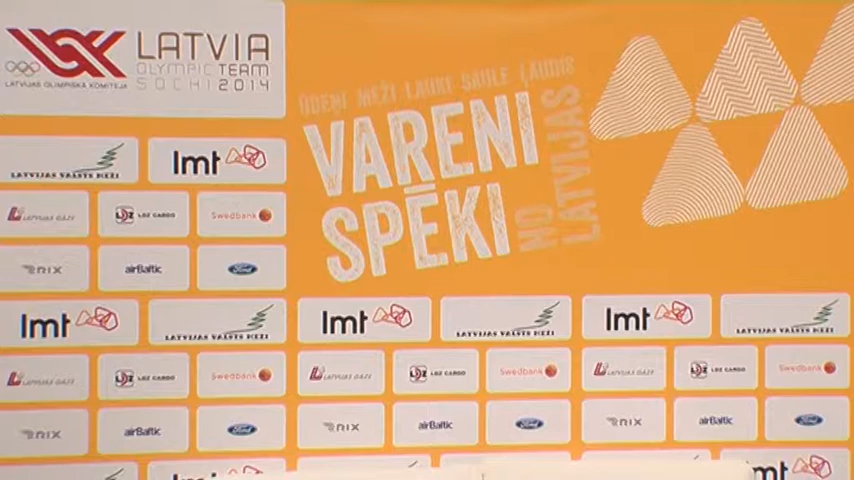 LATVIA
OLYMPIC TEAM
SOCHI 2014
LATVIJAS OLIMPISKĀ KOMITEJA
ŪDEŅI MEŽI LAUKI SAULE ĻAUDIS
VARENI
SPĒKI
NO
LATVIJAS
LATVIJAS VALSTS MEŽI
lmt
LATVIJAS GĀZE
LDZ CARGO
Swedbank
RIX
airBaltic
Ford
lmt
LATVIJAS VALSTS MEŽI
lmt
LATVIJAS VALSTS MEŽI
lmt
LATVIJAS VALSTS MEŽI
LATVIJAS GĀZE
LDZ CARGO
Swedbank
LATVIJAS GĀZE
LDZ CARGO
Swedbank
LATVIJAS GĀZE
LDZ CARGO
Swedbank
RIX
airBaltic
Ford
RIX
airBaltic
Ford
RIX
airBaltic
Ford
lmt